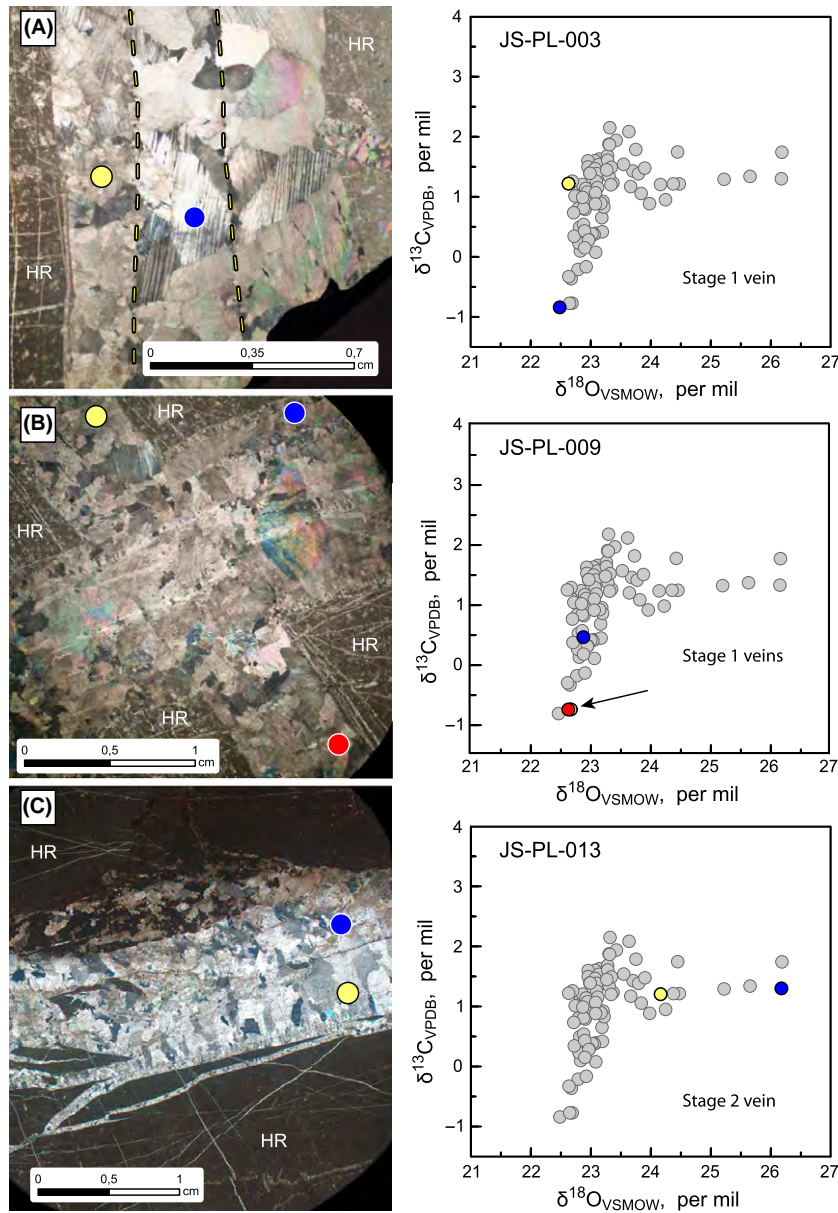 (A)
HR
HR
HR
0
0,35
0,7
cm
JS-PL-003
4
3
2
1
0
−1
δ13CVPDB, per mil
Stage 1 vein
21 22 23 24 25 26 27
δ18OVSMOW, per mil
(B)
HR
HR
HR
HR
0
0,5
1
cm
JS-PL-009
4
3
2
1
0
−1
δ13CVPDB, per mil
Stage 1 veins
21 22 23 24 25 26 27
δ18OVSMOW, per mil
(C)
HR
HR
0
0,5
1
cm
JS-PL-013
4
3
2
1
0
−1
δ13CVPDB, per mil
Stage 2 vein
21 22 23 24 25 26 27
δ18OVSMOW, per mil